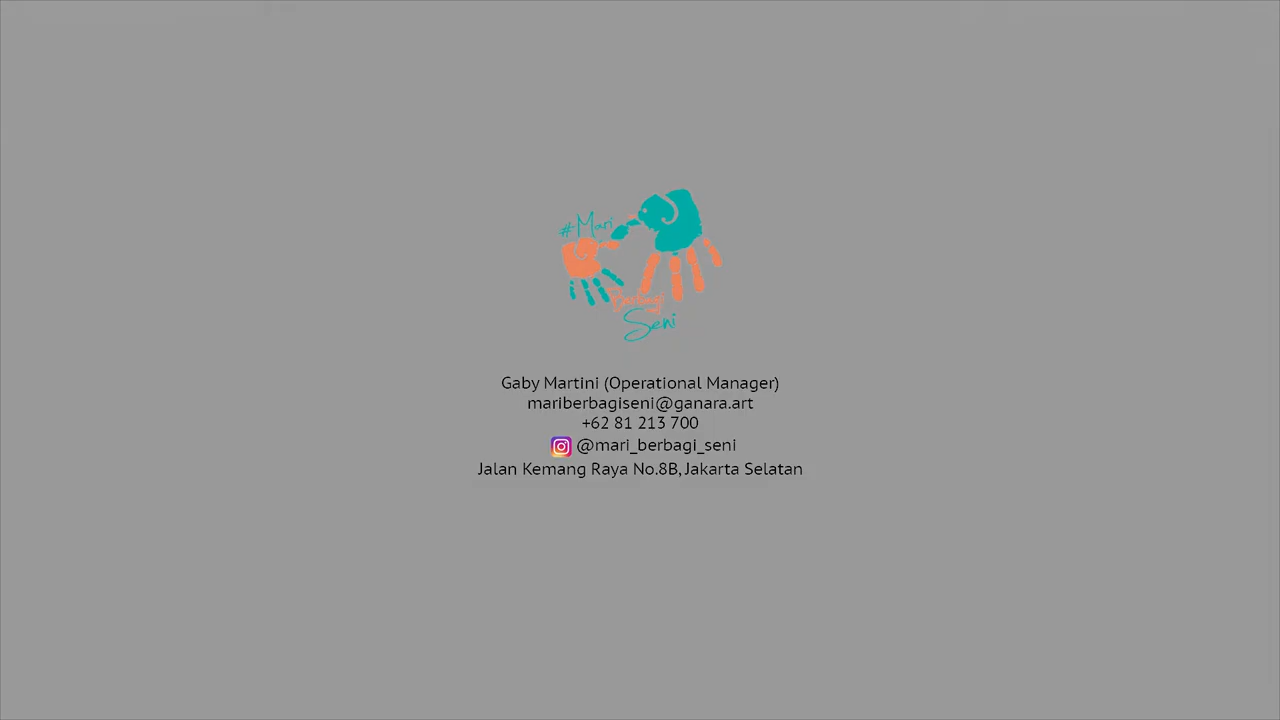 #Mari
Berbagi
Seni
Gaby Martini (Operational Manager)
mariberbagiseni@ganara.art
+62 81 213 700
@mari_berbagi_seni
Jalan Kemang Raya No.8B, Jakarta Selatan